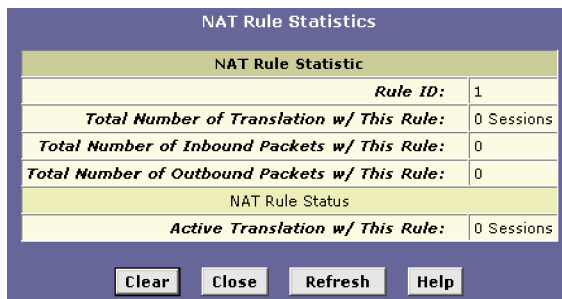 NAT Rule Statistics
NAT Rule Statistic
Rule ID: 1
Total Number of Translation w/ This Rule: 0 Sessions
Total Number of Inbound Packets w/ This Rule: 0
Total Number of Outbound Packets w/ This Rule: 0
NAT Rule Status
Active Translation w/ This Rule: 0 Sessions
Clear Close Refresh Help